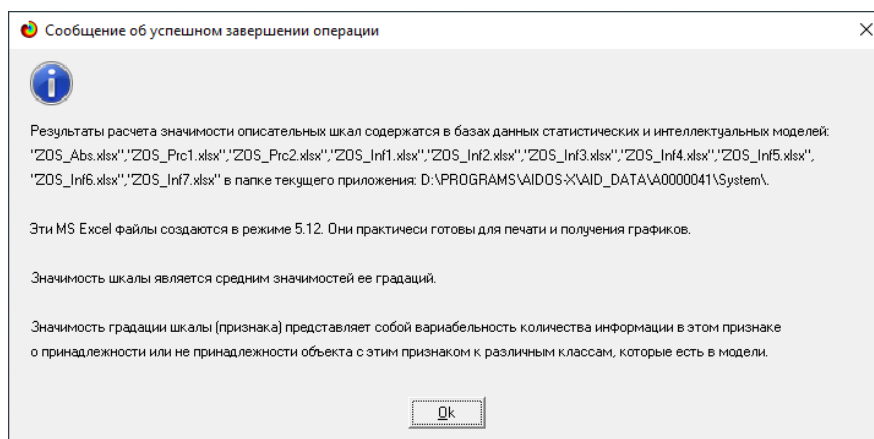 Сообщение об успешном завершении операции
Результаты расчета значимости описательных шкал содержатся в базах данных статистических и интеллектуальных моделей:
"ZOS_Abs.xlsx","ZOS_Prc1.xlsx","ZOS_Prc2.xlsx","ZOS_Inf1.xlsx","ZOS_Inf2.xlsx","ZOS_Inf3.xlsx","ZOS_Inf4.xlsx","ZOS_Inf5.xlsx",
"ZOS_Inf6.xlsx","ZOS_Inf7.xlsx" в папке текущего приложения: D:\PROGRAMS\AIDOS-X\AID_DATA\A0000041\System\.
Эти MS Excel файлы создаются в режиме 5.12. Они практичеси готовы для печати и получения графиков.
Значимость шкалы является средним значимостей ее градаций.
Значимость градации шкалы (признака) представляет собой вариабельность количества информации в этом признаке
о принадлежности или не принадлежности объекта с этим признаком к различным классам, которые есть в модели.
Ok